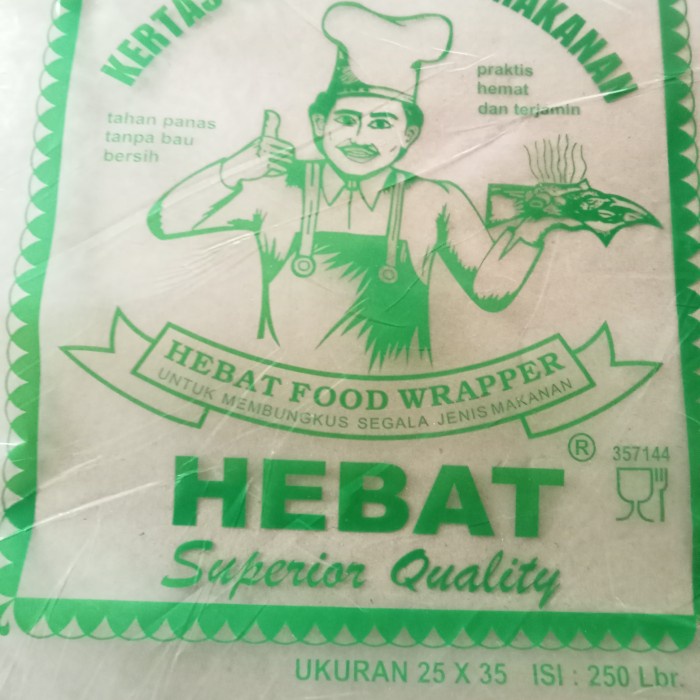 KERTAS MAKANAN
praktis
hemat
dan terjamin
tahan panas
tanpa bau
bersih
HEBAT FOOD WRAPPER
UNTUK MEMBUNGKUS SEGALA JENIS MAKANAN
HEBAT ®
357144
Superior Quality
UKURAN 25 X 35 ISI : 250 Lbr.